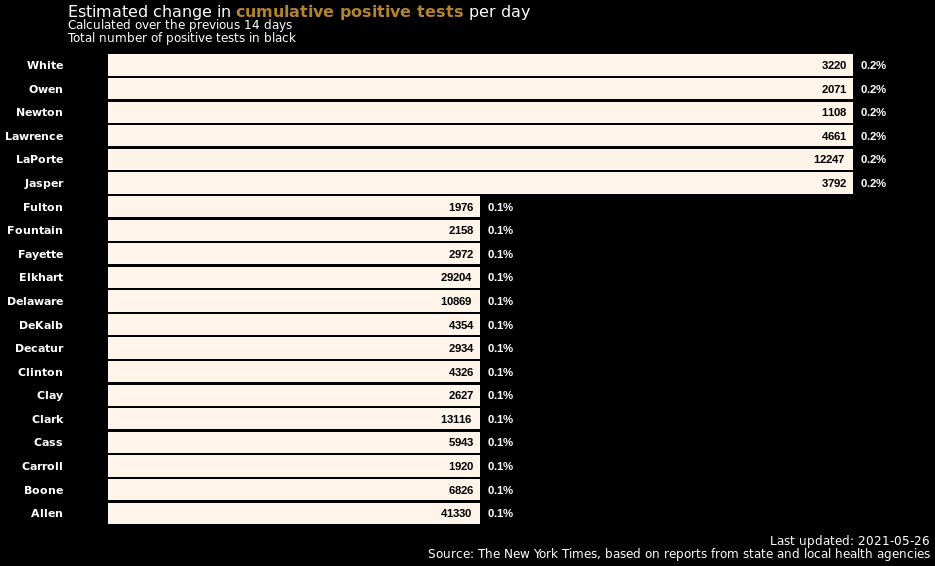 Estimated change in cumulative positive tests per day
Calculated over the previous 14 days
Total number of positive tests in black
White 3220 0.2%
Owen 2071 0.2%
Newton 1108 0.2%
Lawrence 4661 0.2%
LaPorte 12247 0.2%
Jasper 3792 0.2%
Fulton 1976 0.1%
Fountain 2158 0.1%
Fayette 2972 0.1%
Elkhart 29204 0.1%
Delaware 10869 0.1%
DeKalb 4354 0.1%
Decatur 2934 0.1%
Clinton 4326 0.1%
Clay 2627 0.1%
Clark 13116 0.1%
Cass 5943 0.1%
Carroll 1920 0.1%
Boone 6826 0.1%
Allen 41330 0.1%
Last updated: 2021-05-26
Source: The New York Times, based on reports from state and local health agencies